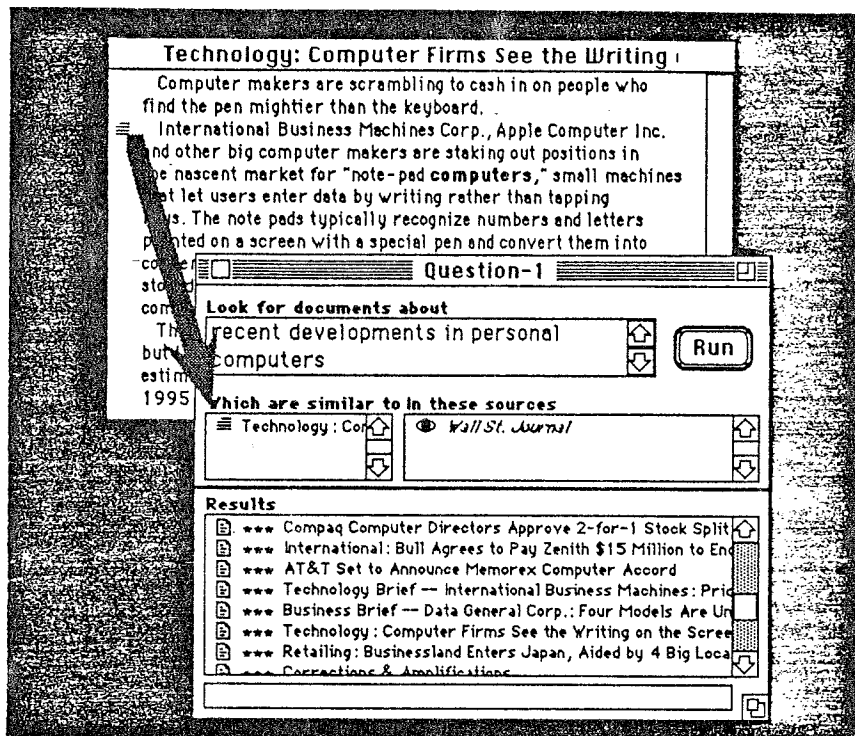 Technology: Computer Firms See the Writing
Computer makers are scrambling to cash in on people who
find the pen mightier than the keyboard.
International Business Machines Corp., Apple Computer Inc.
and other big computer makers are staking out positions in
nascent market for "note-pad computers," small machines
let users enter data by writing rather than tapping
The note pads typically recognize numbers and letters
on a screen with a special pen and convert them into
Question-1
Look for documents about
recent developments in personal
computers
Run
Which are similar to In these sources
Technology: Wall St. Journal
1995
Results
*** Compaq Computer Directors Approve 2-for-1 Stock Split
*** International: Bull Agrees to Pay Zenith $15 Million to
*** AT&T Set to Announce Memorex Computer Accord
*** Technology Brief -- International Business Machines:
*** Business Brief -- Data General Corp.: Four Models Are
*** Technology: Computer Firms See the Writing on the
*** Retailing: Businessland Enters Japan, Aided by 4 Big
*** Corrections & Amplifications